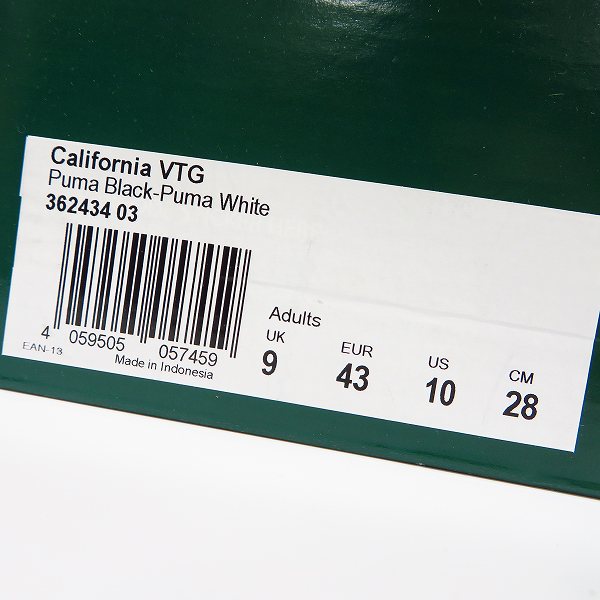 California VTG
Puma Black-Puma White
362434 03
4 059505 057459
EAN-13
Made in Indonesia
Adults
UK EUR US CM
9 43 10 28